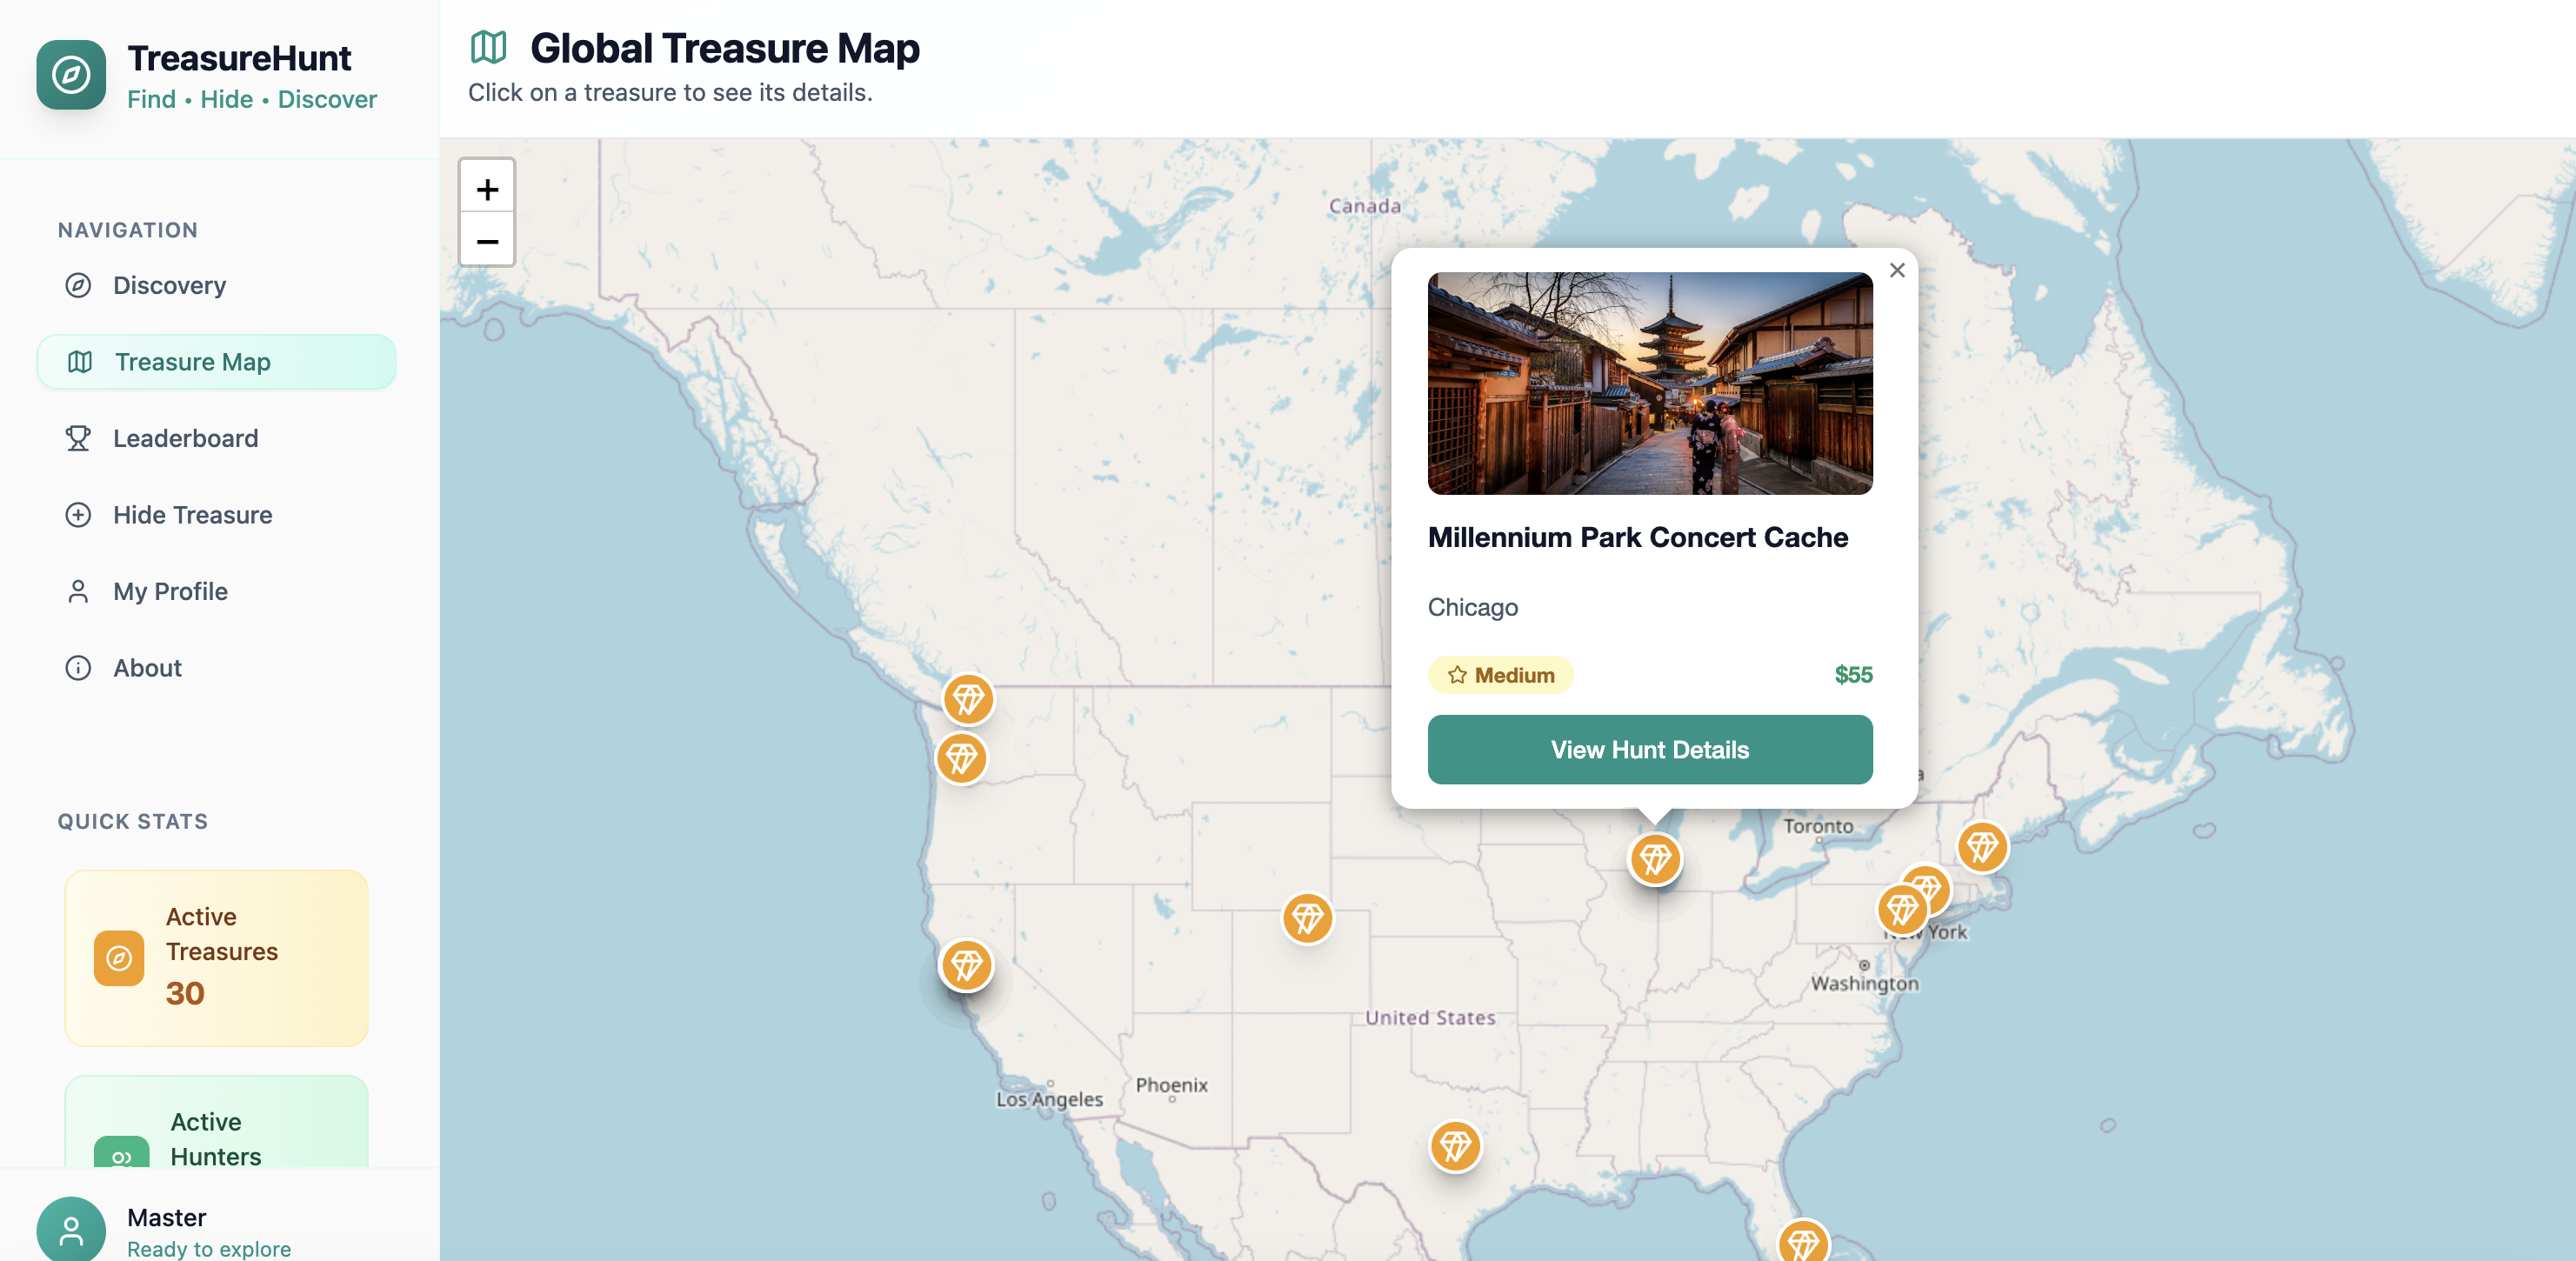 TreasureHunt
Find • Hide • Discover
NAVIGATION
Discovery
Treasure Map
Leaderboard
Hide Treasure
My Profile
About
QUICK STATS
Active
Treasures
30
Active
Hunters
Master
Ready to explore
Global Treasure Map
Click on a treasure to see its details.
+
−
Canada
×
Millennium Park Concert Cache
Chicago
Medium
$55
View Hunt Details
Toronto
New York
Washington
United States
Los Angeles
Phoenix